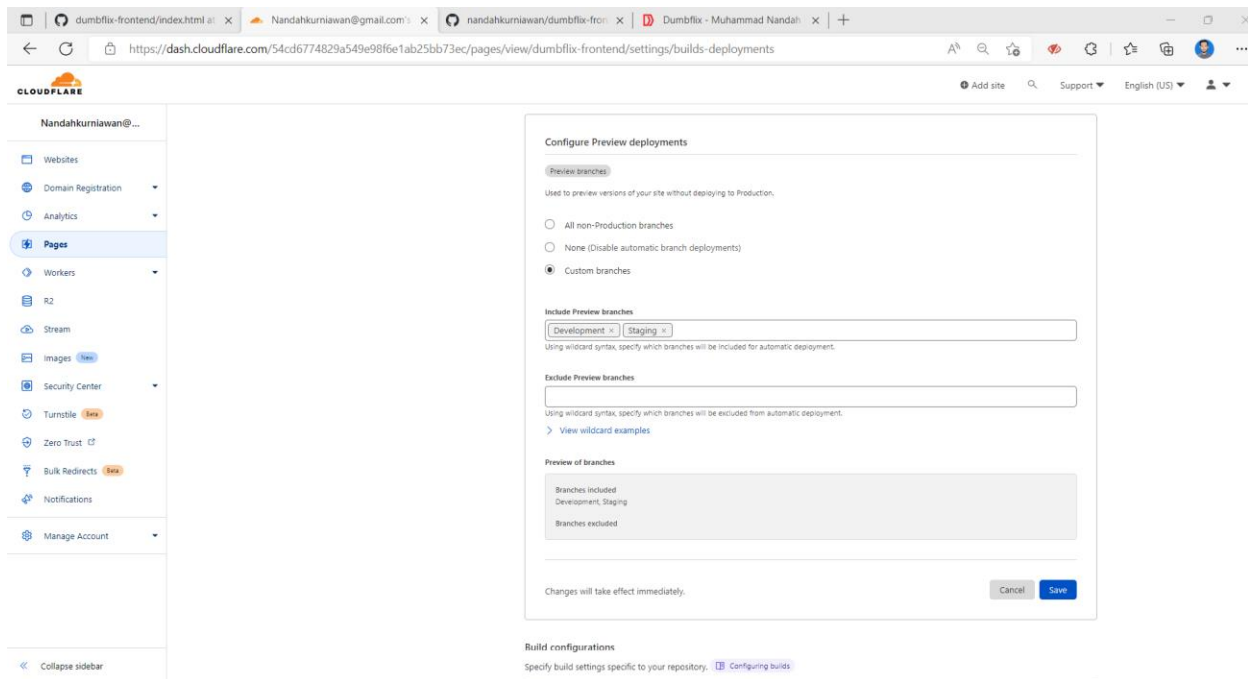 dumbflix-frontend/index.html at
Nandahkurniawan@gmail.com's
nandahkurniawan/dumbflix-fron
Dumbflix - Muhammad Nandah
https://dash.cloudflare.com/54cd6774829a549e98f6e1ab25bb73ec/pages/view/dumbflix-frontend/settings/builds-deployments
CLOUDFLARE
Add site
Support
English (US)
Nandahkurniawan@...
Websites
Domain Registration
Analytics
Pages
Workers
R2
Stream
Images New
Security Center
Turnstile Beta
Zero Trust
Bulk Redirects Beta
Notifications
Manage Account
Collapse sidebar
Configure Preview deployments
Preview branches
Used to preview versions of your site without deploying to Production.
All non-Production branches
None (Disable automatic branch deployments)
Custom branches
Include Preview branches
Development × Staging ×
Using wildcard syntax, specify which branches will be included for automatic deployment.
Exclude Preview branches
Using wildcard syntax, specify which branches will be excluded from automatic deployment.
View wildcard examples
Preview of branches
Branches included
Development, Staging
Branches excluded
Changes will take effect immediately.
Cancel
Save
Build configurations
Specify build settings specific to your repository. Configuring builds